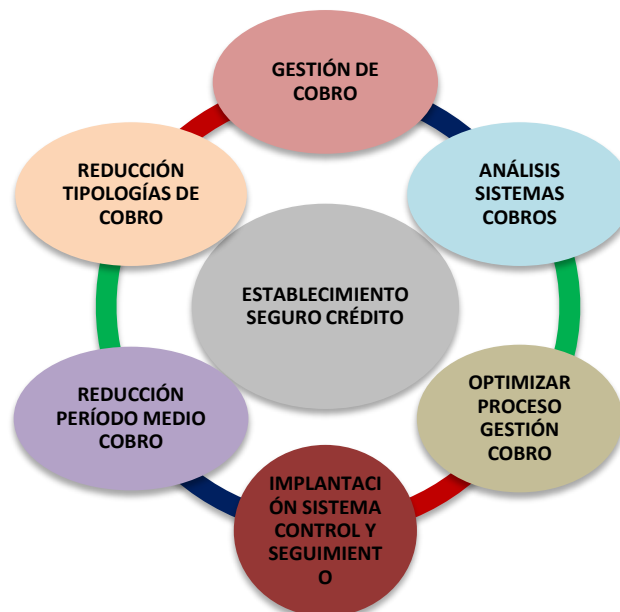 GESTIÓN DE
COBRO
ANÁLISIS
SISTEMAS
COBROS
OPTIMIZAR
PROCESO
GESTIÓN
COBRO
IMPLANTACI
ÓN SISTEMA
CONTROL Y
SEGUIMIENT
O
REDUCCIÓN
PERÍODO MEDIO
COBRO
REDUCCIÓN
TIPOLOGÍAS DE
COBRO
ESTABLECIMIENTO
SEGURO CRÉDITO